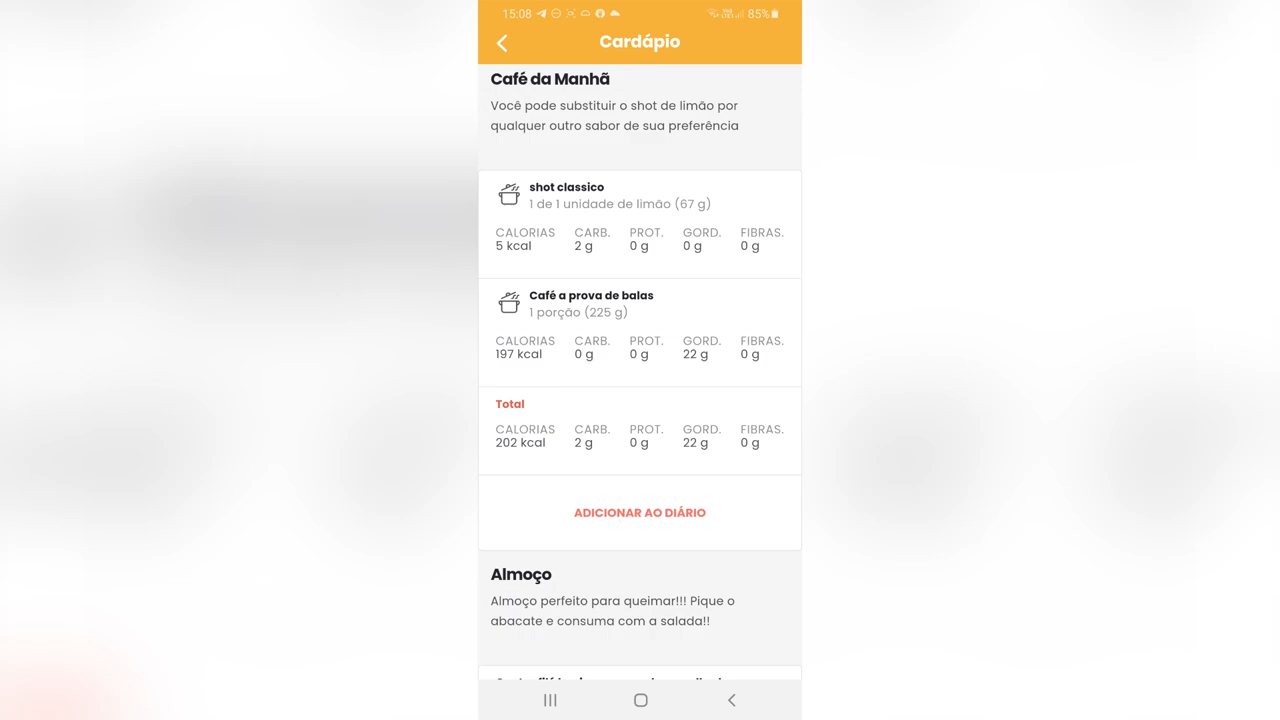 15:08
85%
Cardápio
Café da Manhã
Você pode substituir o shot de limão por
qualquer outro sabor de sua preferência
shot classico
1 de 1 unidade de limão (67 g)
CALORIAS CARB. PROT. GORD. FIBRAS.
5 kcal 2 g 0 g 0 g 0 g
Café a prova de balas
1 porção (225 g)
CALORIAS CARB. PROT. GORD. FIBRAS.
197 kcal 0 g 0 g 22 g 0 g
Total
CALORIAS CARB. PROT. GORD. FIBRAS.
202 kcal 2 g 0 g 22 g 0 g
ADICIONAR AO DIÁRIO
Almoço
Almoço perfeito para queimar!!! Pique o
abacate e consuma com a salada!!